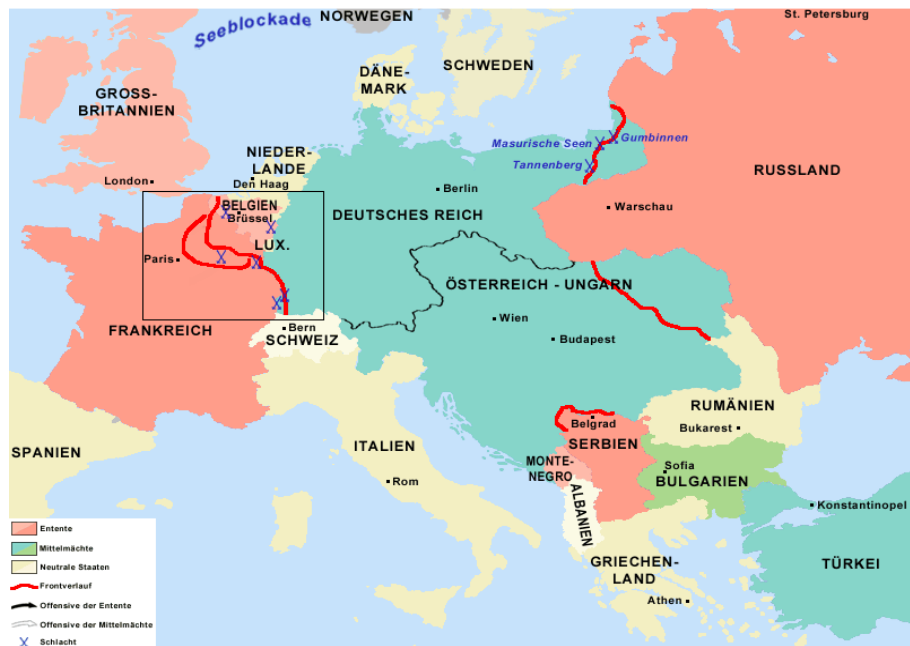 Seeblockade
NORWEGEN
St. Petersburg
SCHWEDEN
DÄNE-
MARK
GROSS-
BRITANNIEN
Masurische Seen
Gumbinnen
Tannenberg
NIEDER-
LANDE
Den Haag
London
RUSSLAND
Berlin
BELGIEN
Brüssel
DEUTSCHES REICH
Warschau
LUX.
Paris
ÖSTERREICH - UNGARN
Wien
FRANKREICH
Bern
SCHWEIZ
Budapest
RUMÄNIEN
Bukarest
Belgrad
SERBIEN
ITALIEN
SPANIEN
MONTE-
NEGRO
Sofia
BULGARIEN
Rom
ALBANIEN
Konstantinopel
GRIECHEN-
LAND
TÜRKEI
Athen
Entente
Mittelmächte
Neutrale Staaten
Frontverlauf
Offensive der Entente
Offensive der Mittelmächte
Schlacht